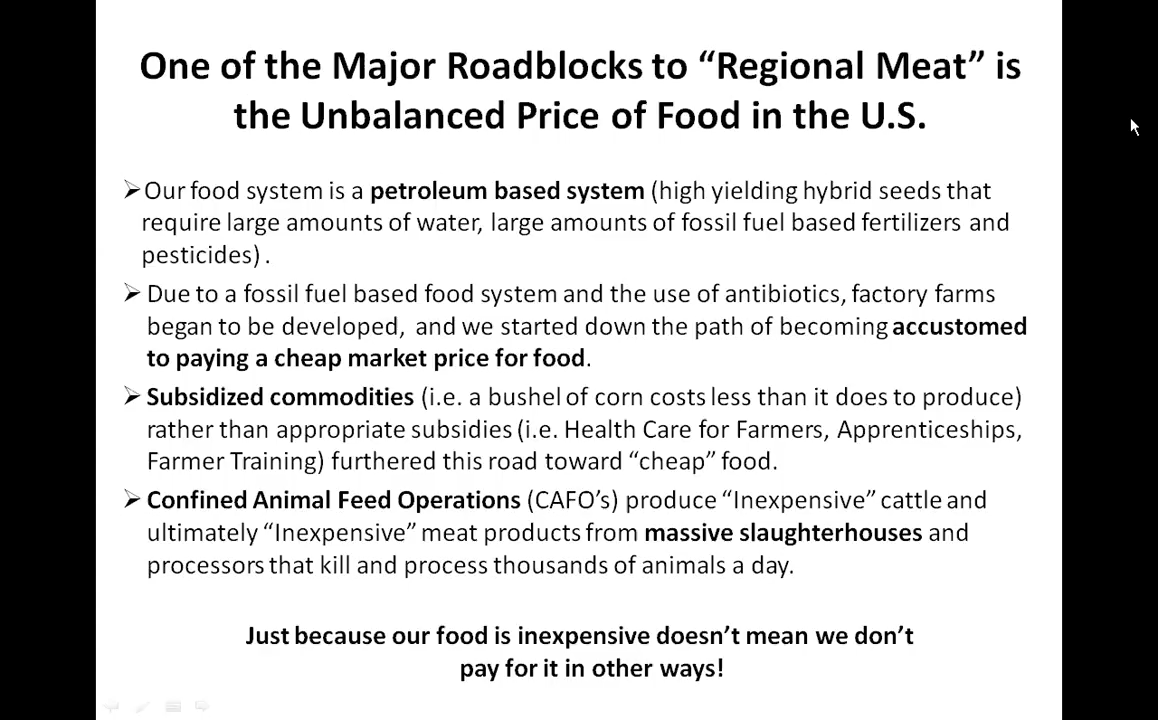 One of the Major Roadblocks to “Regional Meat” is
the Unbalanced Price of Food in the U.S.
➢Our food system is a petroleum based system (high yielding hybrid seeds that
require large amounts of water, large amounts of fossil fuel based fertilizers and
pesticides) .
➢ Due to a fossil fuel based food system and the use of antibiotics, factory farms
began to be developed, and we started down the path of becoming accustomed
to paying a cheap market price for food.
➢ Subsidized commodities (i.e. a bushel of corn costs less than it does to produce)
rather than appropriate subsidies (i.e. Health Care for Farmers, Apprenticeships,
Farmer Training) furthered this road toward “cheap” food.
➢ Confined Animal Feed Operations (CAFO’s) produce “Inexpensive” cattle and
ultimately “Inexpensive” meat products from massive slaughterhouses and
processors that kill and process thousands of animals a day.
Just because our food is inexpensive doesn’t mean we don’t
pay for it in other ways!